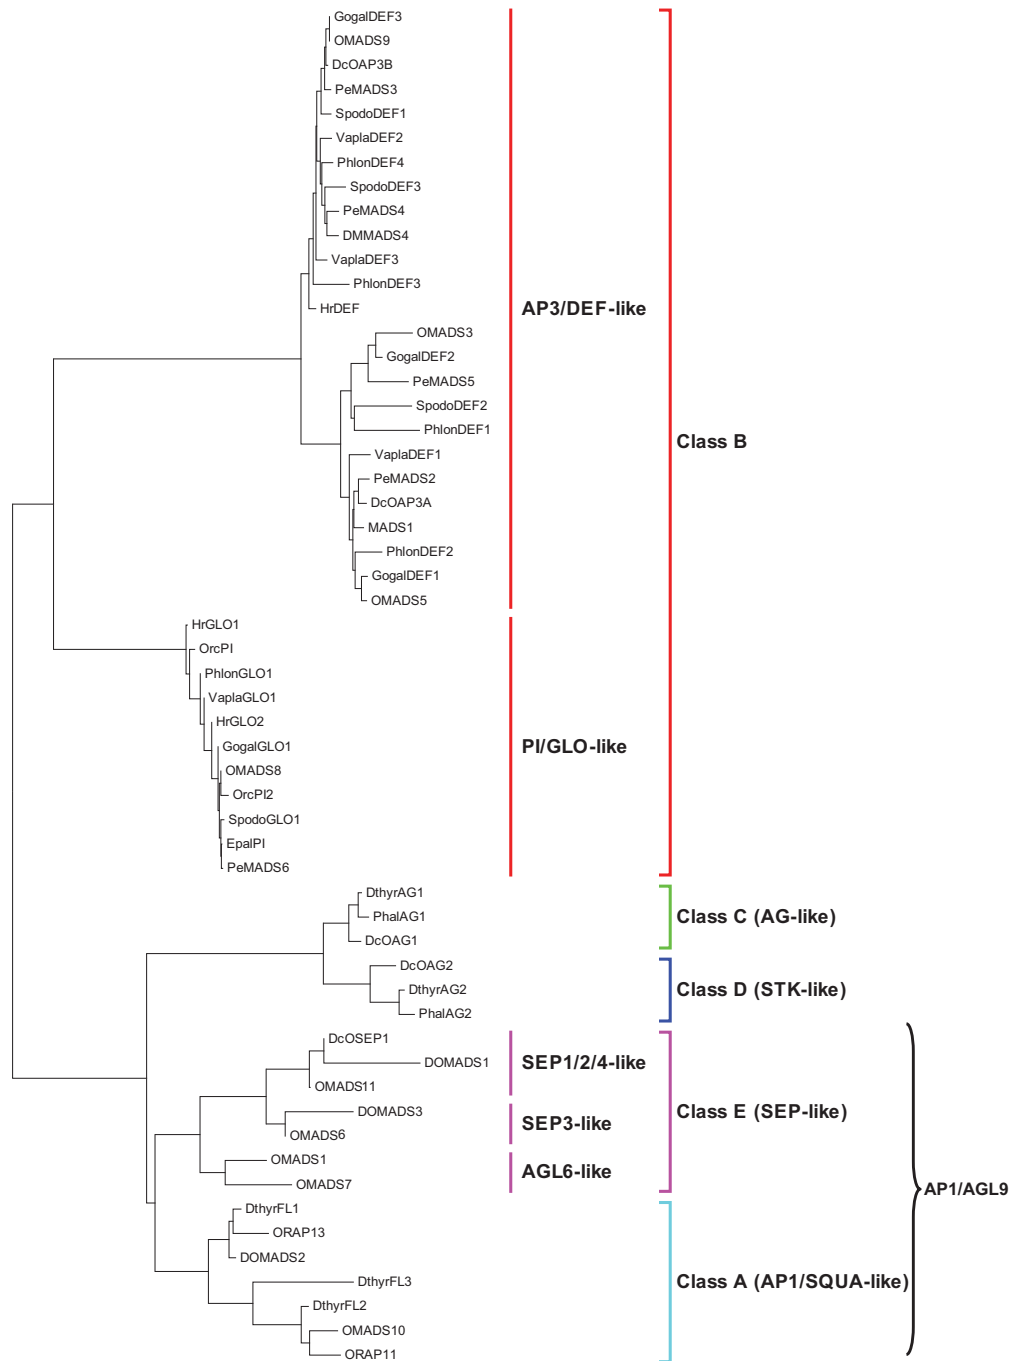 GogalDEF3
OMADS9
DcOAP3B
PeMADS3
SpodoDEF1
VaplaDEF2
PhlonDEF4
SpodoDEF3
PeMADS4
DMMADS4
VaplaDEF3
PhlonDEF3
HrDEF
AP3/DEF-like
OMADS3
GogalDEF2
PeMADS5
SpodoDEF2
PhlonDEF1
Class B
VaplaDEF1
PeMADS2
DcOAP3A
MADS1
PhlonDEF2
GogalDEF1
OMADS5
HrGLO1
OrcPI
PhlonGLO1
VaplaGLO1
HrGLO2
GogalGLO1
PI/GLO-like
OMADS8
OrcPI2
SpodoGLO1
EpalPI
PeMADS6
DthyrAG1
PhalAG1
Class C (AG-like)
DcOAG1
DcOAG2
DthyrAG2
Class D (STK-like)
PhalAG2
DcOSEP1
DOMADS1
SEP1/2/4-like
OMADS11
DOMADS3
Class E (SEP-like)
SEP3-like
OMADS6
OMADS1
AGL6-like
OMADS7
AP1/AGL9
DthyrFL1
ORAP13
DOMADS2
DthyrFL3
Class A (AP1/SQUA-like)
DthyrFL2
OMADS10
ORAP11